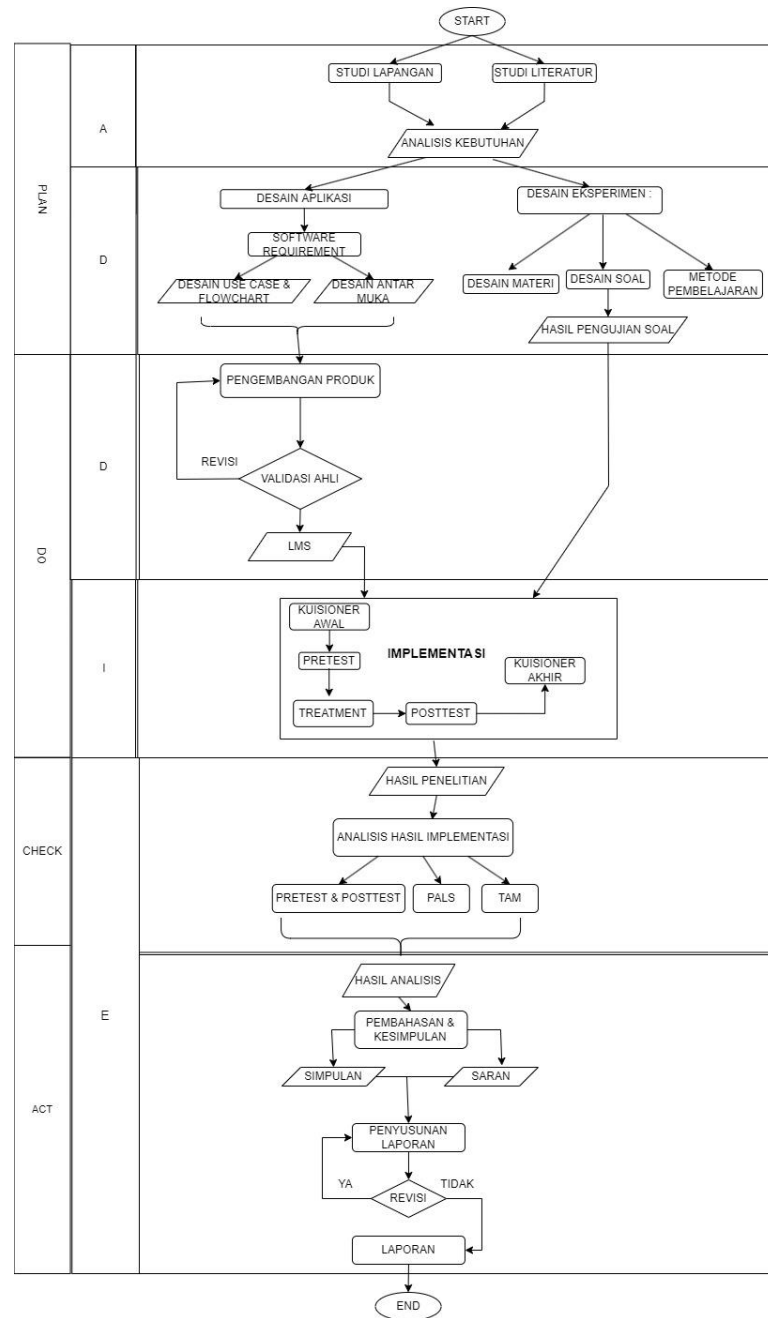 START
STUDI LAPANGAN
STUDI LITERATUR
A
ANALISIS KEBUTUHAN
PLAN
D
DESAIN APLIKASI
DESAIN EKSPERIMEN :
SOFTWARE
REQUIREMENT
DESAIN USE CASE &
FLOWCHART
DESAIN ANTAR
MUKA
DESAIN MATERI
DESAIN SOAL
METODE
PEMBELAJARAN
HASIL PENGUJIAN SOAL
DO
D
PENGEMBANGAN PRODUK
REVISI
VALIDASI AHLI
LMS
I
KUISIONER
AWAL
IMPLEMENTASI
PRETEST
KUISIONER
AKHIR
TREATMENT
POSTTEST
CHECK
E
HASIL PENELITIAN
ANALISIS HASIL IMPLEMENTASI
PRETEST & POSTTEST
PALS
TAM
ACT
HASIL ANALISIS
PEMBAHASAN &
KESIMPULAN
SIMPULAN
SARAN
PENYUSUNAN
LAPORAN
YA
TIDAK
REVISI
LAPORAN
END